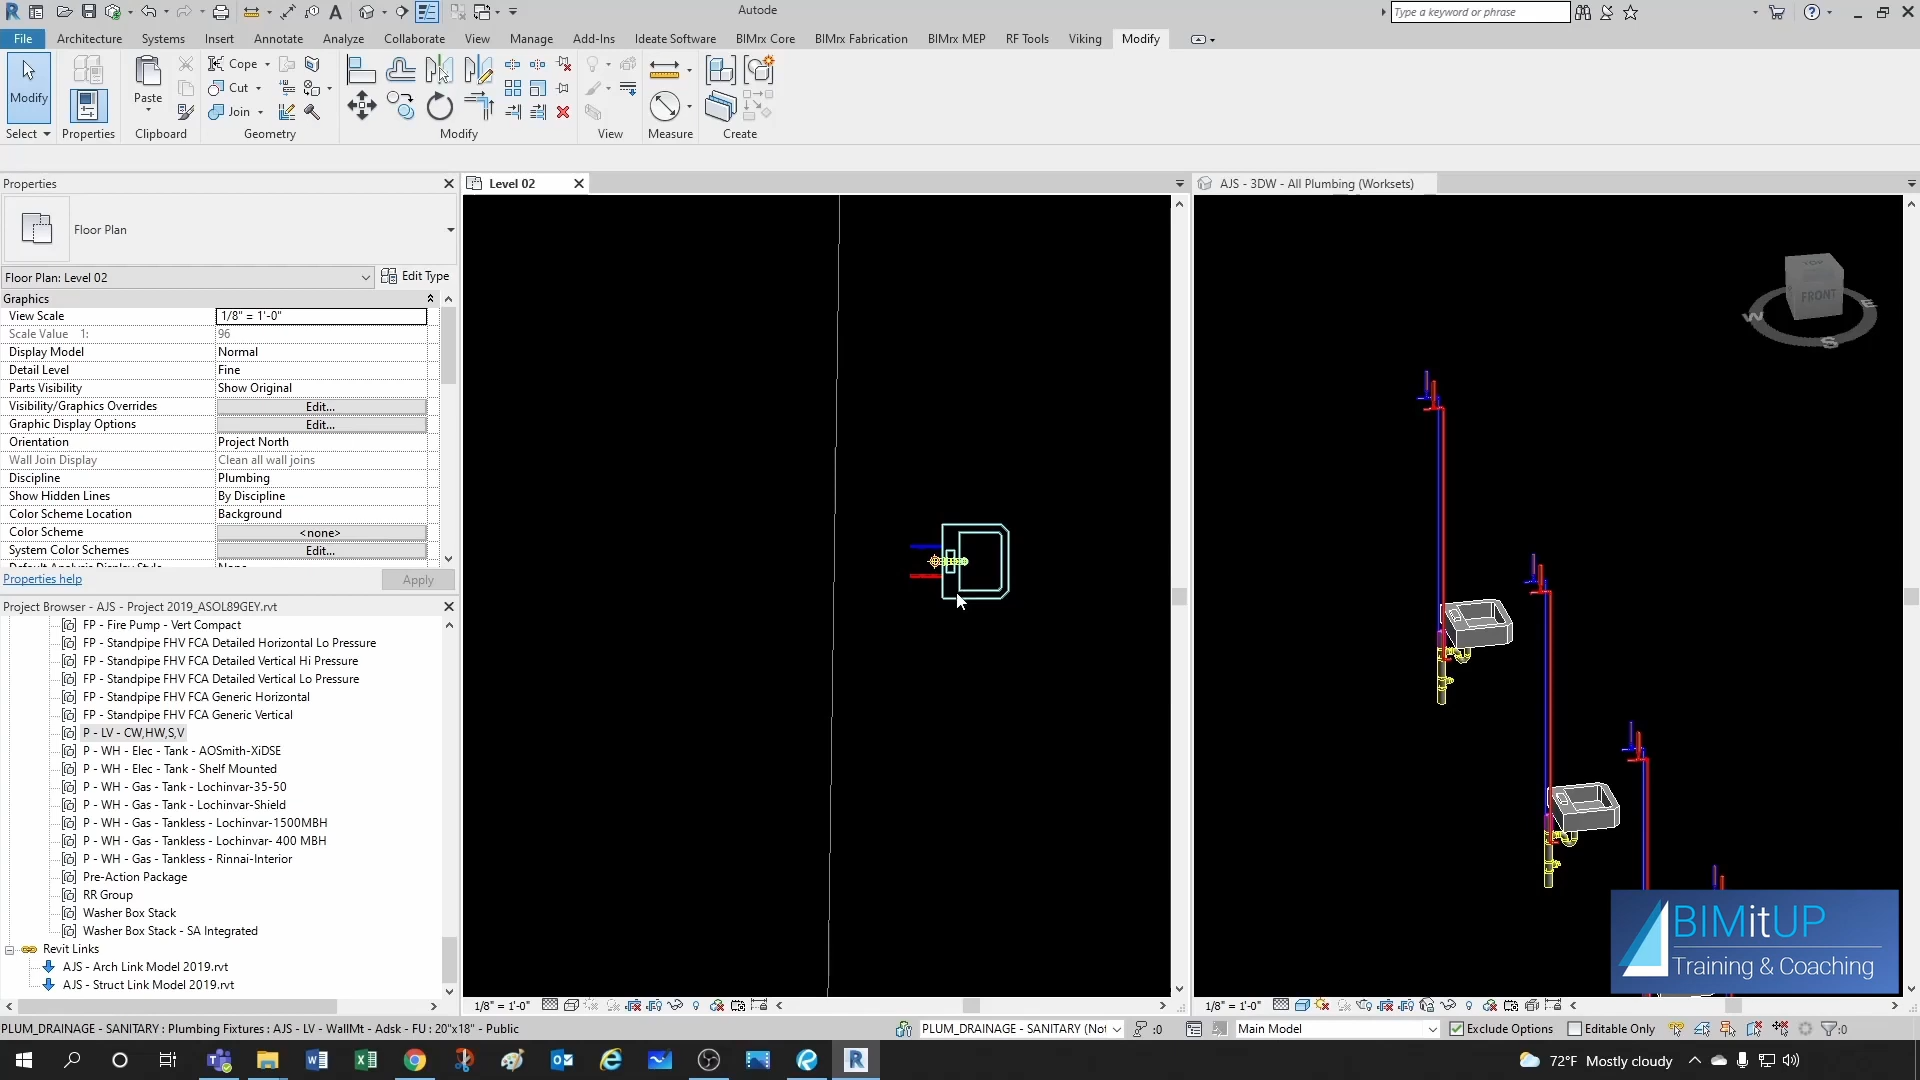 Autode
Type a keyword or phrase
File Architecture Systems Insert Annotate Analyze Collaborate View Manage Add-Ins Ideate Software BIMrx Core BIMrx Fabrication BIMrx MEP RF Tools Viking Modify
Modify
Paste
Cope
Cut
Join
Select Properties Clipboard Geometry Modify View Measure Create
Properties
Floor Plan
Floor Plan: Level 02
Edit Type
Graphics
View Scale 1/8" = 1'-0"
Scale Value 1: 96
Display Model Normal
Detail Level Fine
Parts Visibility Show Original
Visibility/Graphics Overrides Edit...
Graphic Display Options Edit...
Orientation Project North
Wall Join Display Clean all wall joins
Discipline Plumbing
Show Hidden Lines By Discipline
Color Scheme Location Background
Color Scheme <none>
System Color Schemes Edit...
Properties help
Apply
Project Browser - AJS - Project 2019_ASOL89GEY.rvt
FP - Fire Pump - Vert Compact
FP - Standpipe FHV FCA Detailed Horizontal Lo Pressure
FP - Standpipe FHV FCA Detailed Vertical Hi Pressure
FP - Standpipe FHV FCA Detailed Vertical Lo Pressure
FP - Standpipe FHV FCA Generic Horizontal
FP - Standpipe FHV FCA Generic Vertical
P - LV - CW,HW,S,V
P - WH - Elec - Tank - AOSmith-XiDSE
P - WH - Elec - Tank - Shelf Mounted
P - WH - Gas - Tank - Lochinvar-35-50
P - WH - Gas - Tank - Lochinvar-Shield
P - WH - Gas - Tankless - Lochinvar-1500MBH
P - WH - Gas - Tankless - Lochinvar- 400 MBH
P - WH - Gas - Tankless - Rinnai-Interior
Pre-Action Package
RR Group
Washer Box Stack
Washer Box Stack - SA Integrated
Revit Links
AJS - Arch Link Model 2019.rvt
AJS - Struct Link Model 2019.rvt
Level 02
1/8" = 1'-0"
AJS - 3DW - All Plumbing (Worksets)
FRONT
W
E
S
BIMitUP
Training & Coaching
1/8" = 1'-0"
PLUM_DRAINAGE - SANITARY : Plumbing Fixtures : AJS - LV - WallMt - Adsk - FU : 20"x18" - Public
PLUM_DRAINAGE - SANITARY (Not
:0
Main Model
Exclude Options
Editable Only
:0
72°F Mostly cloudy